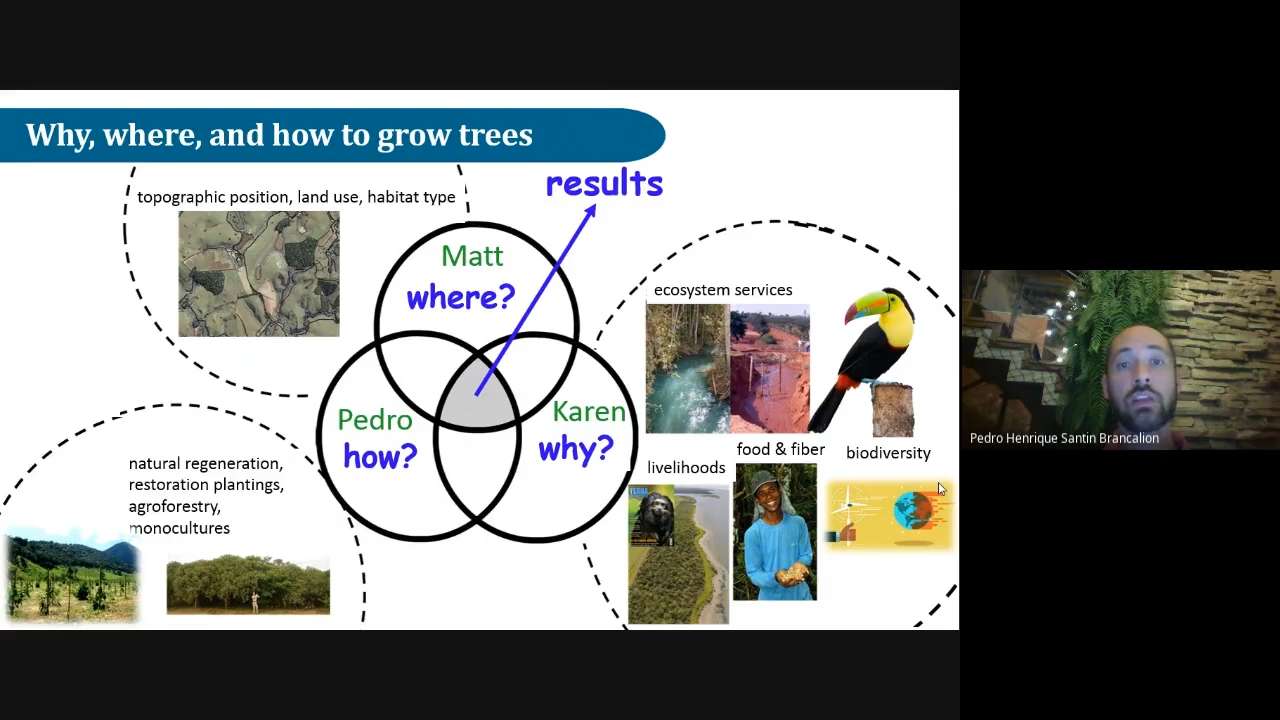 Why, where, and how to grow trees
results
topographic position, land use, habitat type
Matt
where?
ecosystem services
Pedro
how?
Karen
why?
food & fiber
biodiversity
livelihoods
natural regeneration,
restoration plantings,
agroforestry,
monocultures
Pedro Henrique Santin Brancalion